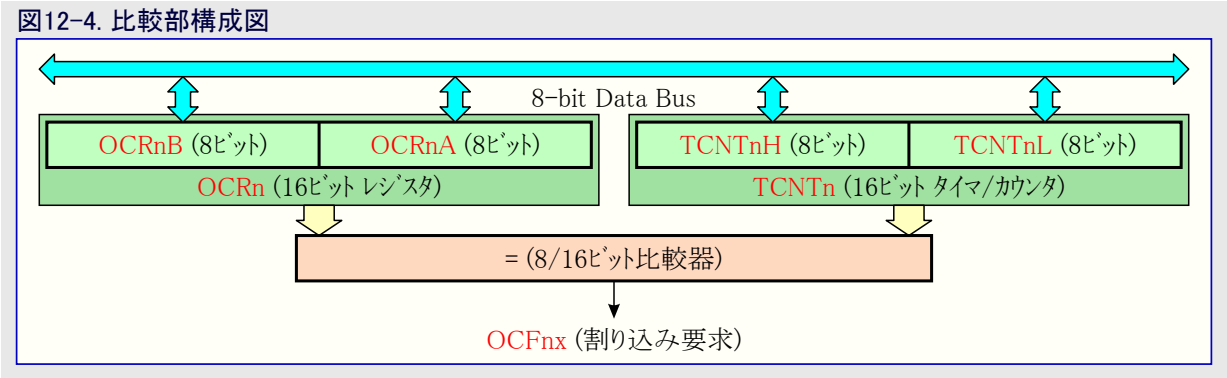 図12-4. 比較部構成図
8-bit Data Bus
OCRnB (8ﾋﾞｯﾄ) OCRnA (8ﾋﾞｯﾄ) TCNTnH (8ﾋﾞｯﾄ) TCNTnL (8ﾋﾞｯﾄ)
OCRn (16ﾋﾞｯﾄ ﾚｼﾞｽﾀ) TCNTn (16ﾋﾞｯﾄ ﾀｲﾏ/ｶｳﾝﾀ)
= (8/16ﾋﾞｯﾄ比較器)
OCFnx (割り込み要求)